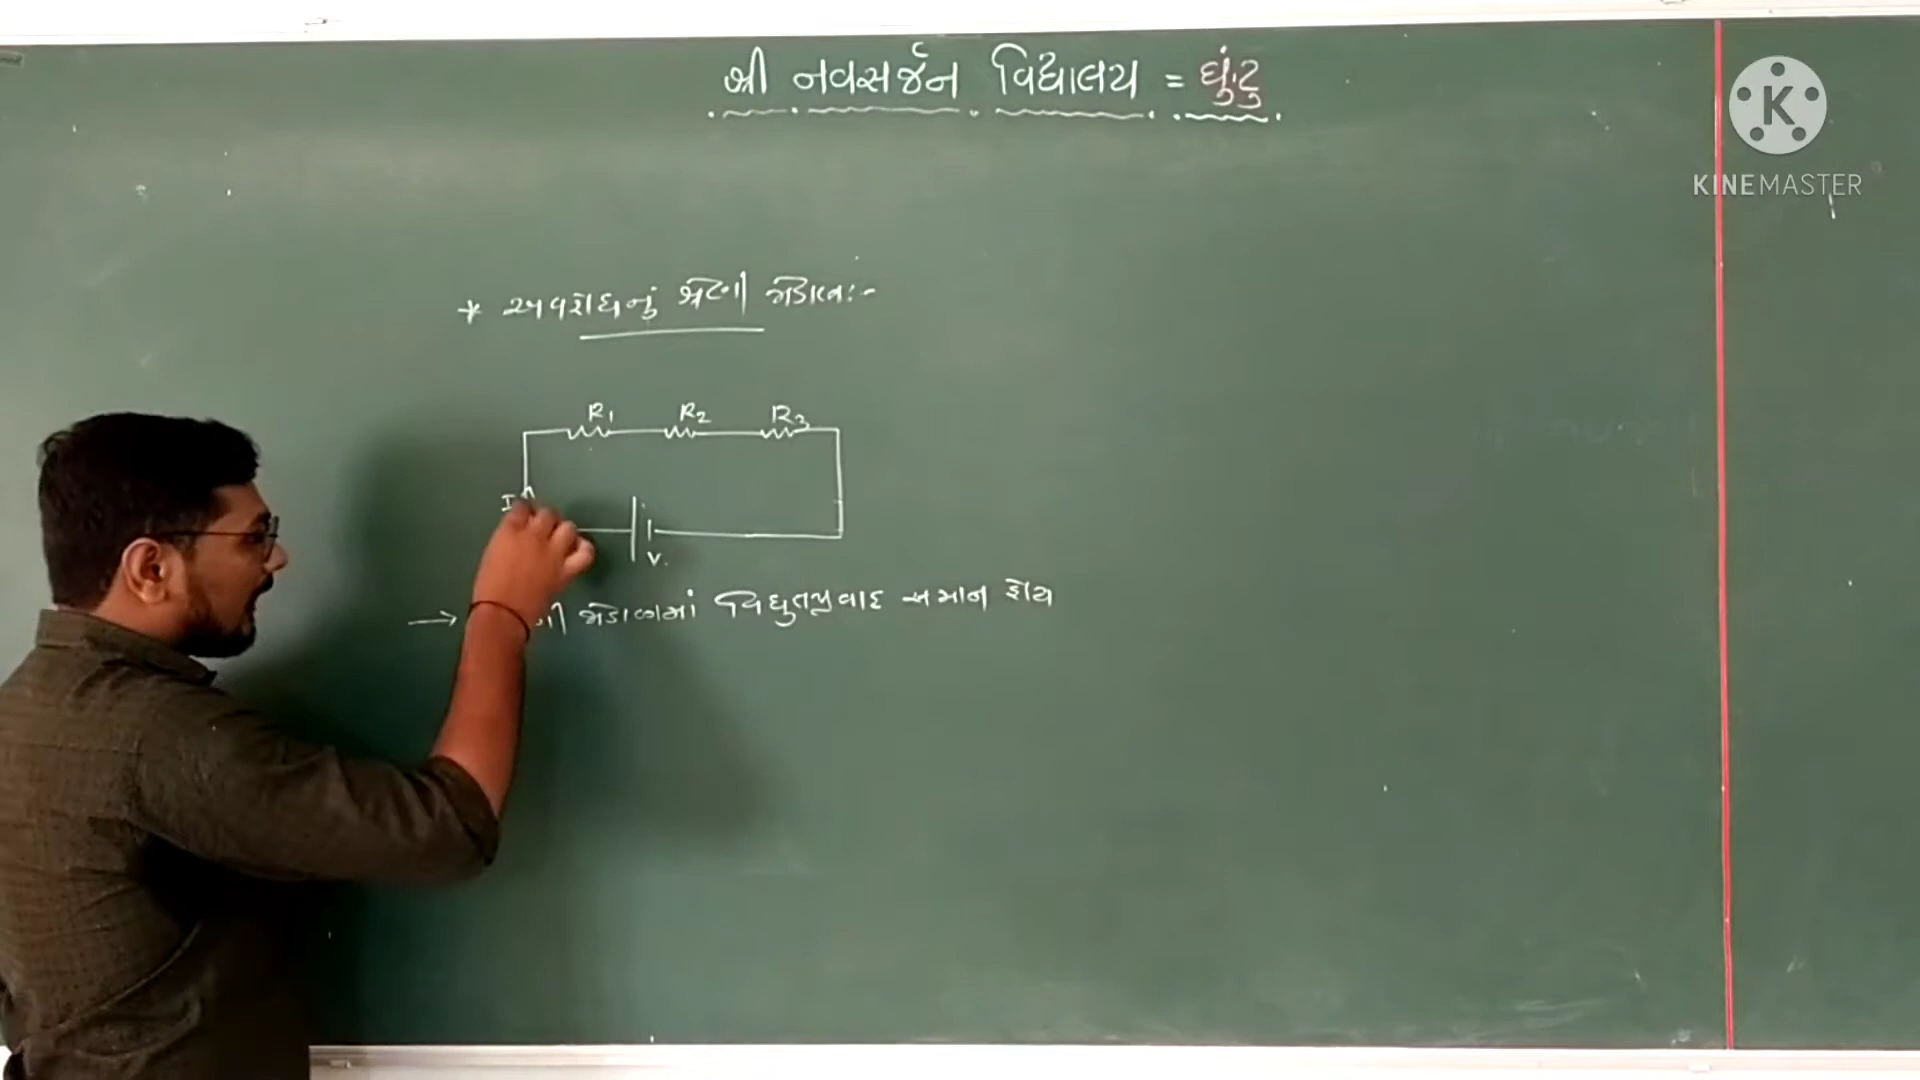 શ્રી નવસર્જન વિદ્યાલય = ઘુંટુ
KINEMASTER
* અવરોધનું શ્રેણી જોડાણ:-
R1 R2 R3
I
V.
→ જોડાણમાં વિદ્યુતપ્રવાહ સમાન હોય